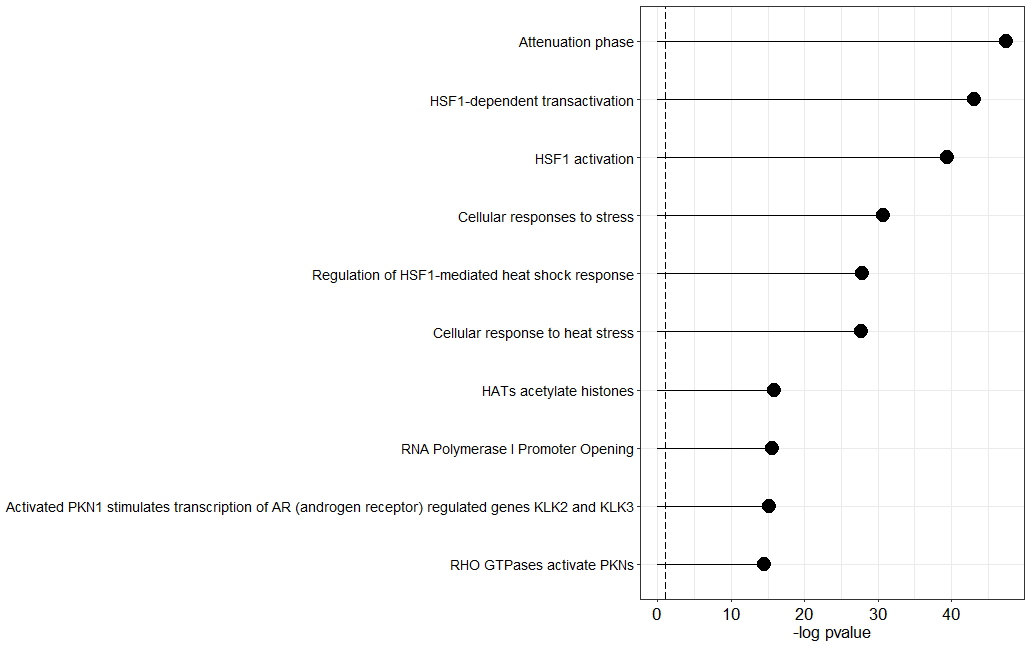 Attenuation phase
HSF1-dependent transactivation
HSF1 activation
Cellular responses to stress
Regulation of HSF1-mediated heat shock response
Cellular response to heat stress
HATs acetylate histones
RNA Polymerase I Promoter Opening
Activated PKN1 stimulates transcription of AR (androgen receptor) regulated genes KLK2 and KLK3
RHO GTPases activate PKNs
0 10 20 30 40
-log pvalue